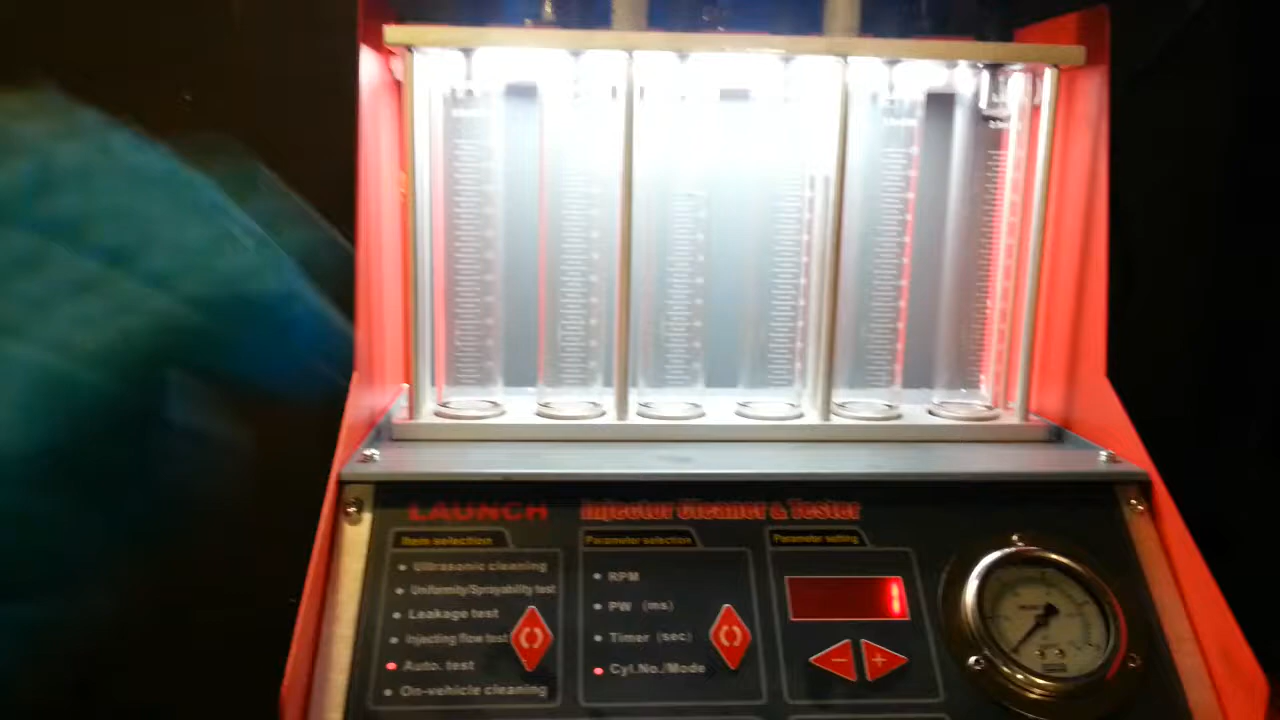 LAUNCH Injector Cleaner & Tester
Item selection
Ultrasonic cleaning
Uniformity/Sprayability test
Leakage test
Injecting flow test
Auto. test
On-vehicle cleaning
Parameter selection
RPM
PW (ms)
Timer (sec)
Cyl.No./Mode
Parameter setting
- +